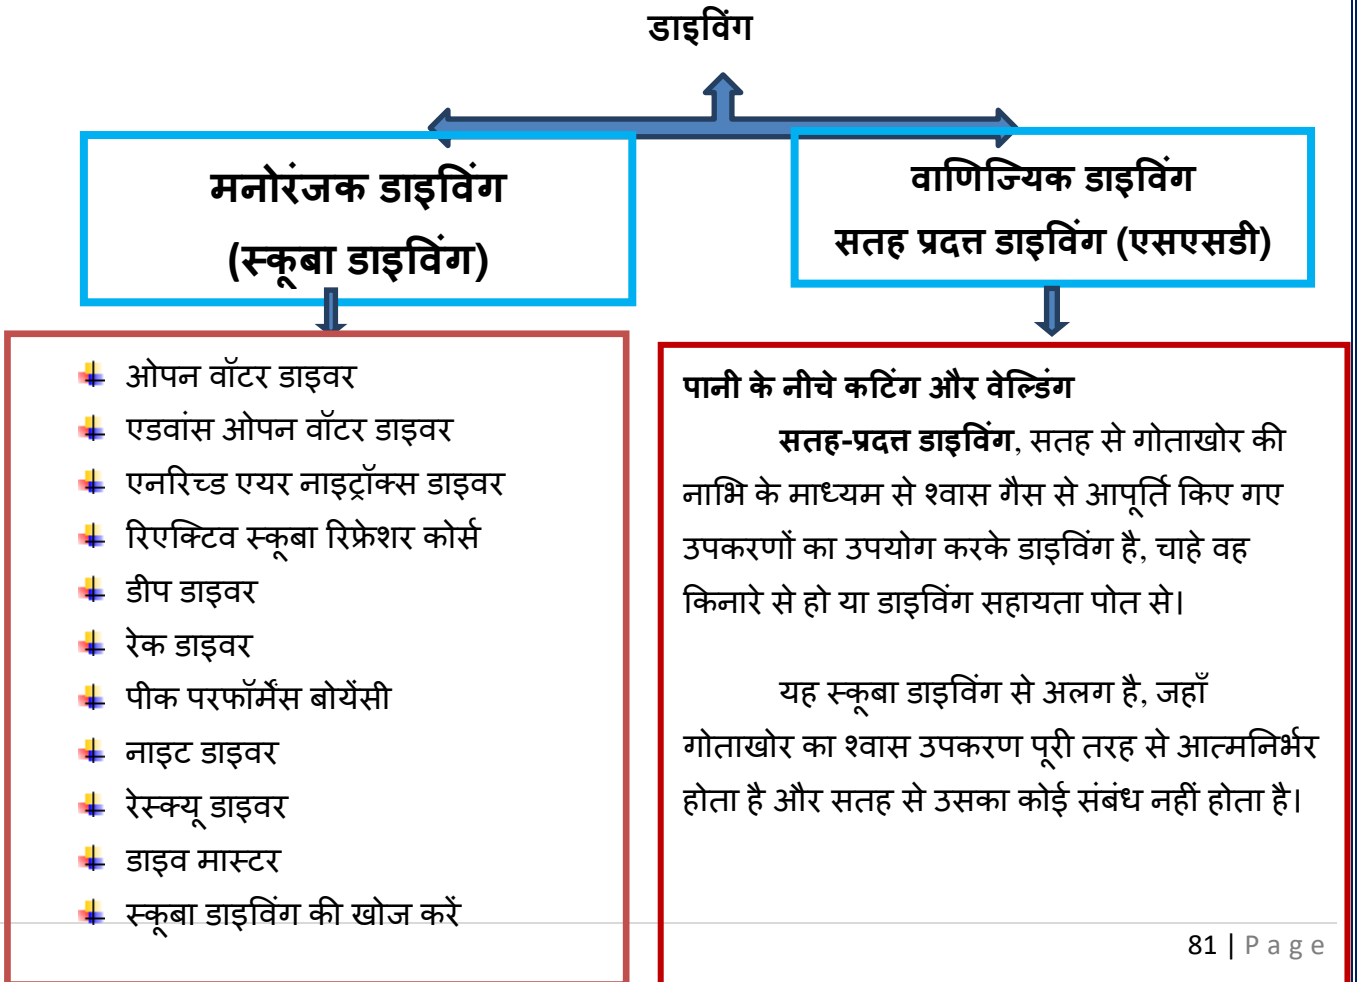 डाइविंग
मनोरंजक डाइविंग
(स्कूबा डाइविंग)
वाणिज्यिक डाइविंग
सतह प्रदत्त डाइविंग (एसएसडी)
ओपन वॉटर डाइवर
एडवांस ओपन वॉटर डाइवर
एनरिच्ड एयर नाइट्रॉक्स डाइवर
रिएक्टिव स्कूबा रिफ्रेशर कोर्स
डीप डाइवर
रेक डाइवर
पीक परफॉर्मेंस बोयेंसी
नाइट डाइवर
रेस्क्यू डाइवर
डाइव मास्टर
स्कूबा डाइविंग की खोज करें
पानी के नीचे कटिंग और वेल्डिंग
सतह-प्रदत्त डाइविंग, सतह से गोताखोर की
नाभि के माध्यम से श्वास गैस से आपूर्ति किए गए
उपकरणों का उपयोग करके डाइविंग है, चाहे वह
किनारे से हो या डाइविंग सहायता पोत से।
यह स्कूबा डाइविंग से अलग है, जहाँ
गोताखोर का श्वास उपकरण पूरी तरह से आत्मनिर्भर
होता है और सतह से उसका कोई संबंध नहीं होता है।
81 | P a g e